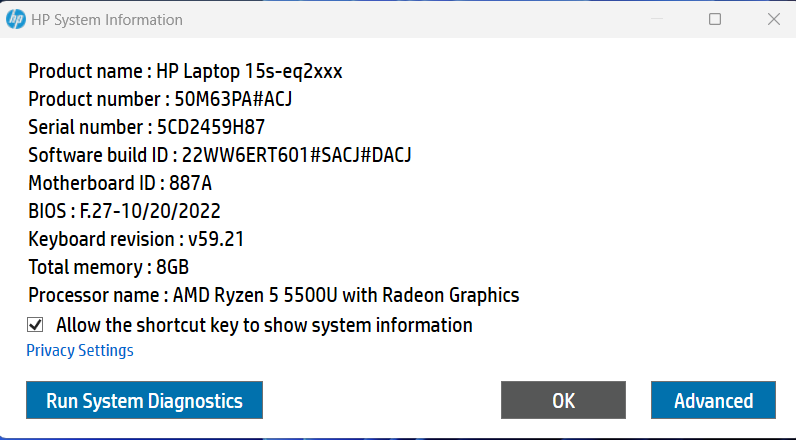 hp HP System Information
Product name : HP Laptop 15s-eq2xxx
Product number : 50M63PA#ACJ
Serial number : 5CD2459H87
Software build ID : 22WW6ERT601#SACJ#DACJ
Motherboard ID : 887A
BIOS : F.27-10/20/2022
Keyboard revision : v59.21
Total memory : 8GB
Processor name : AMD Ryzen 5 5500U with Radeon Graphics
Allow the shortcut key to show system information
Privacy Settings
Run System Diagnostics OK Advanced